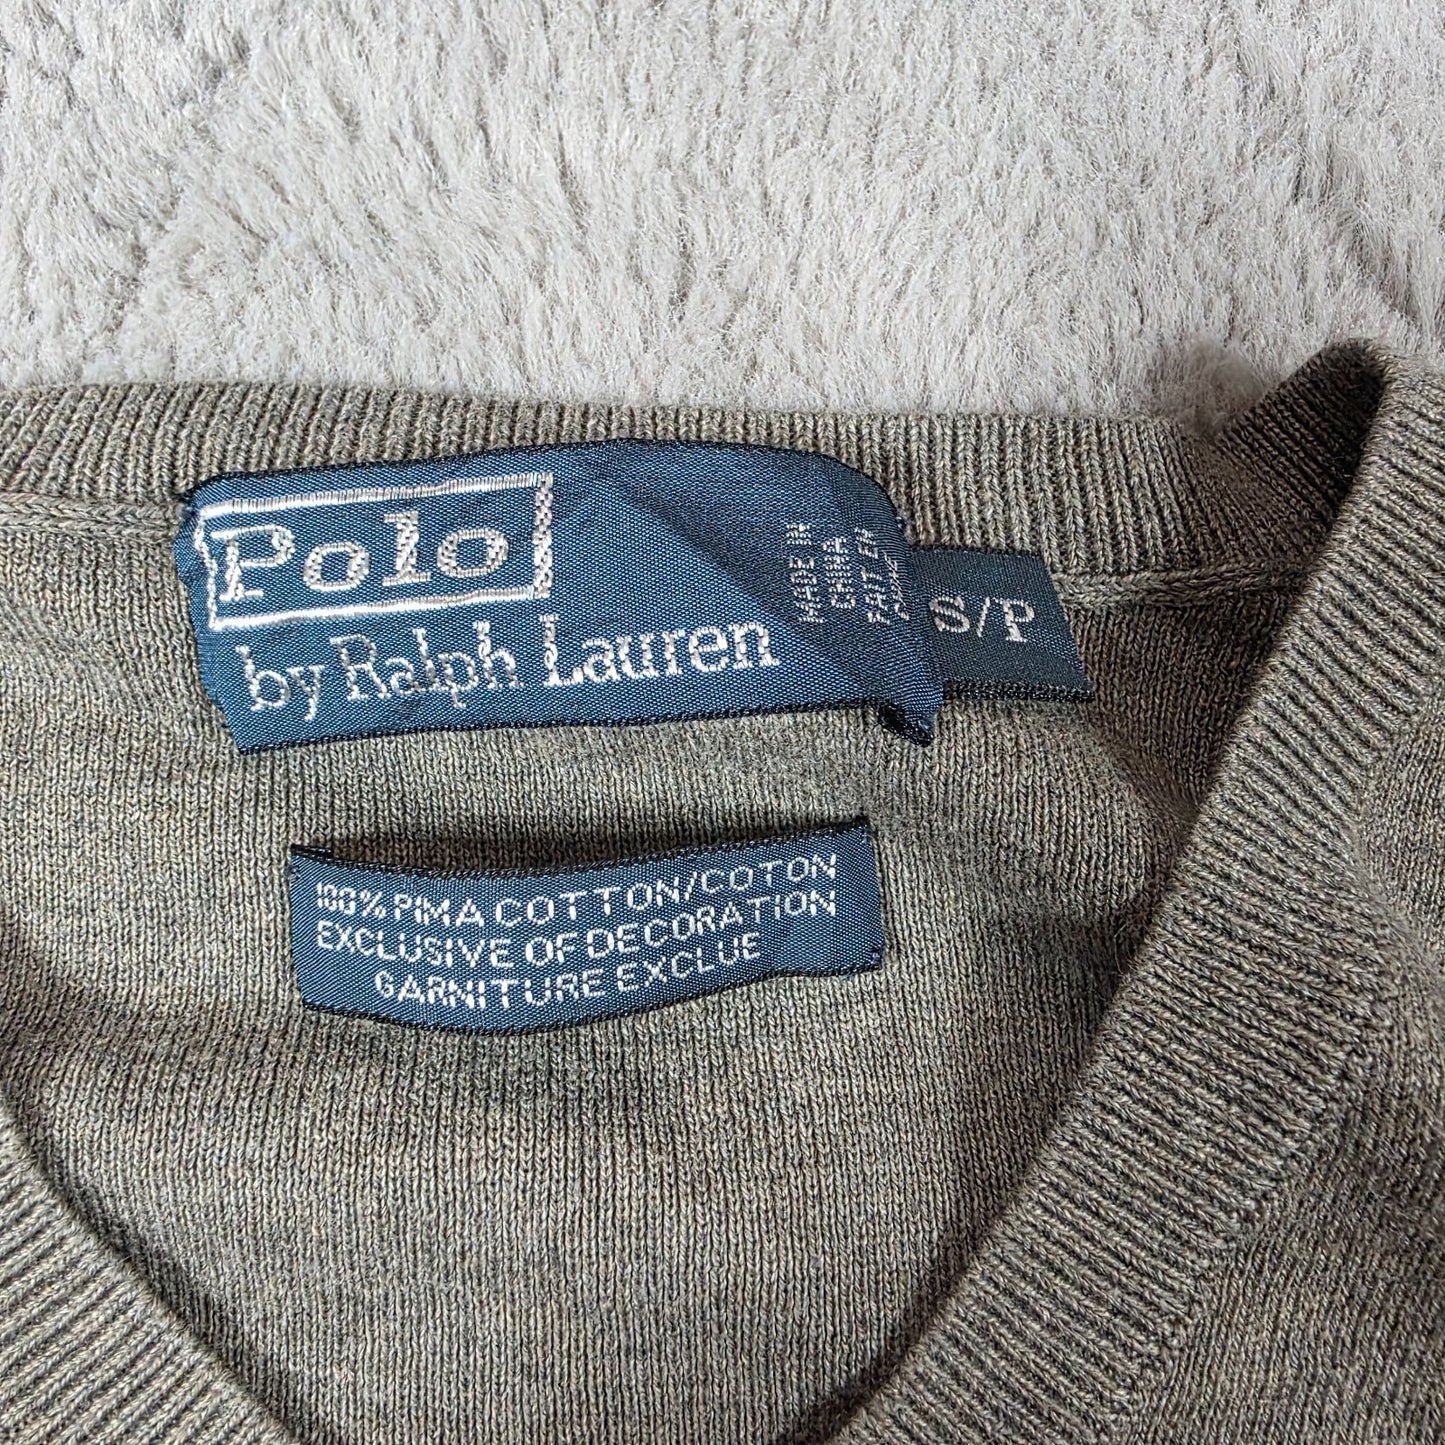 Polo
by Ralph Lauren
MADE IN
CHINA
S/P
100% PIMA COTTON/COTON
EXCLUSIVE OF DECORATION
GARNITURE EXCLUE